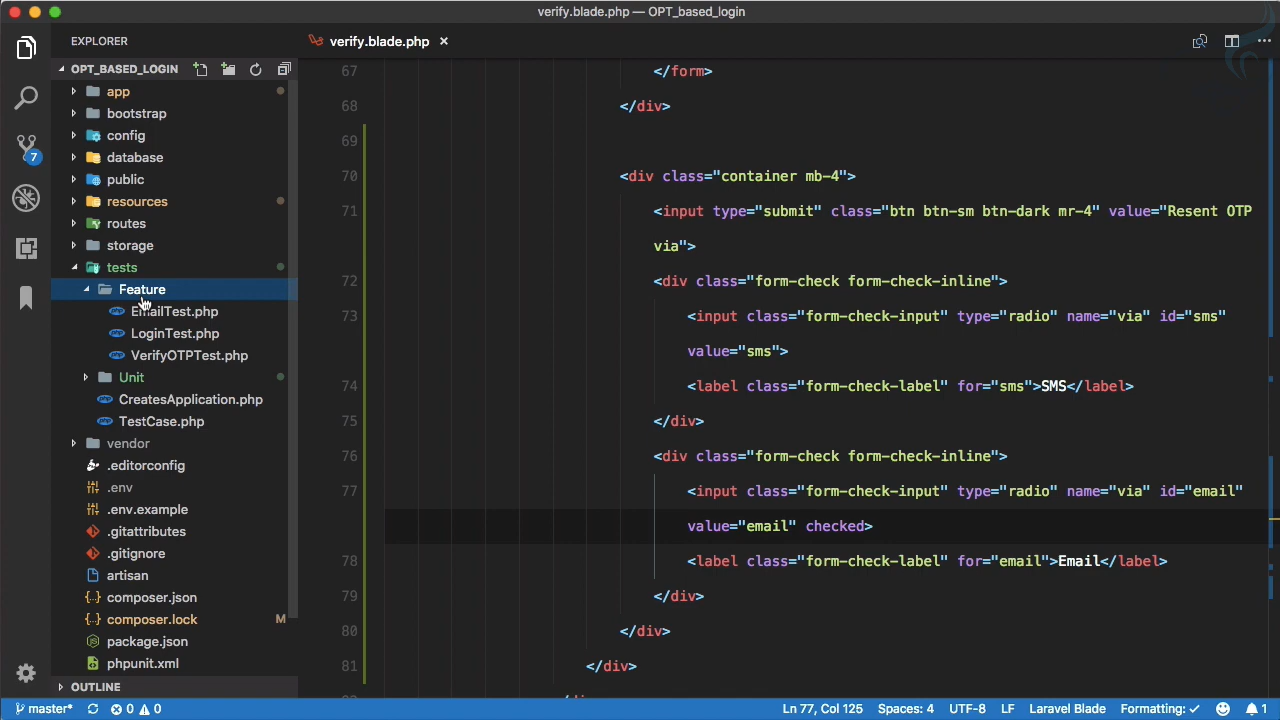 verify.blade.php — OPT_based_login
EXPLORER
verify.blade.php ×
OPT_BASED_LOGIN
app
bootstrap
config
database
public
resources
routes
storage
tests
Feature
EmailTest.php
LoginTest.php
VerifyOTPTest.php
Unit
CreatesApplication.php
TestCase.php
vendor
.editorconfig
.env
.env.example
.gitattributes
.gitignore
artisan
composer.json
composer.lock M
package.json
phpunit.xml
OUTLINE
7
67 </form>
68 </div>
69
70 <div class="container mb-4">
71 <input type="submit" class="btn btn-sm btn-dark mr-4" value="Resent OTP
via">
72 <div class="form-check form-check-inline">
73 <input class="form-check-input" type="radio" name="via" id="sms"
value="sms">
74 <label class="form-check-label" for="sms">SMS</label>
75 </div>
76 <div class="form-check form-check-inline">
77 <input class="form-check-input" type="radio" name="via" id="email"
value="email" checked>
78 <label class="form-check-label" for="email">Email</label>
79 </div>
80 </div>
81 </div>
master* 0 0 Ln 77, Col 125 Spaces: 4 UTF-8 LF Laravel Blade Formatting: ✓ 1